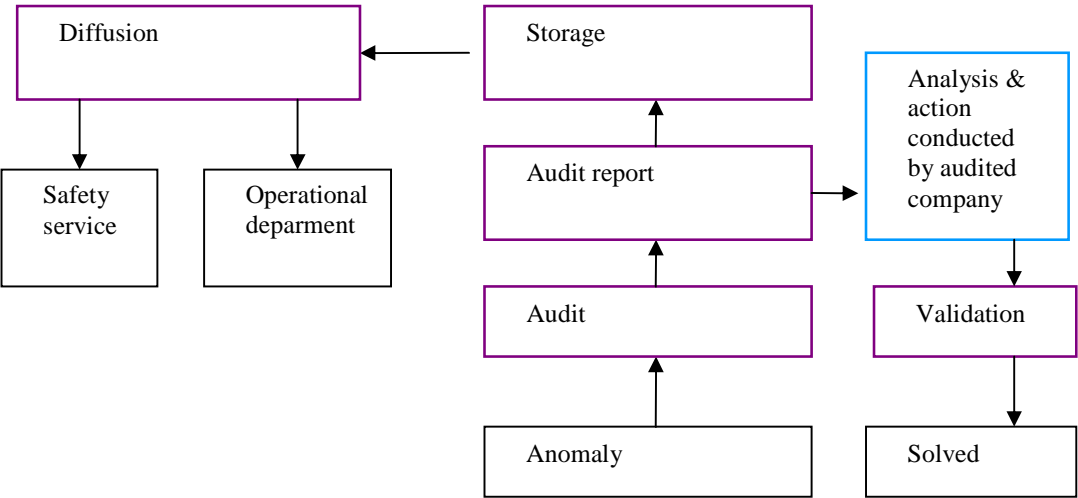 Diffusion
Storage
Analysis &
action
conducted
by audited
company
Audit report
Safety
service
Operational
deparment
Audit
Validation
Anomaly
Solved